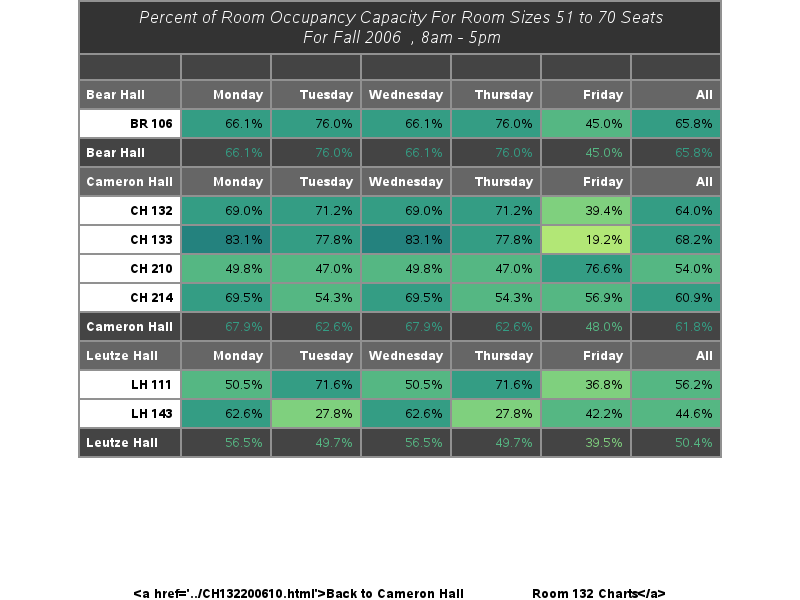 Percent of Room Occupancy Capacity For Room Sizes 51 to 70 Seats
For Fall 2006 , 8am - 5pm
Bear Hall Monday Tuesday Wednesday Thursday Friday All
BR 106 66.1% 76.0% 66.1% 76.0% 45.0% 65.8%
Bear Hall 66.1% 76.0% 66.1% 76.0% 45.0% 65.8%
Cameron Hall Monday Tuesday Wednesday Thursday Friday All
CH 132 69.0% 71.2% 69.0% 71.2% 39.4% 64.0%
CH 133 83.1% 77.8% 83.1% 77.8% 19.2% 68.2%
CH 210 49.8% 47.0% 49.8% 47.0% 76.6% 54.0%
CH 214 69.5% 54.3% 69.5% 54.3% 56.9% 60.9%
Cameron Hall 67.9% 62.6% 67.9% 62.6% 48.0% 61.8%
Leutze Hall Monday Tuesday Wednesday Thursday Friday All
LH 111 50.5% 71.6% 50.5% 71.6% 36.8% 56.2%
LH 143 62.6% 27.8% 62.6% 27.8% 42.2% 44.6%
Leutze Hall 56.5% 49.7% 56.5% 49.7% 39.5% 50.4%
<a href='../CH132200610.html'>Back to Cameron Hall Room 132 Charts</a>